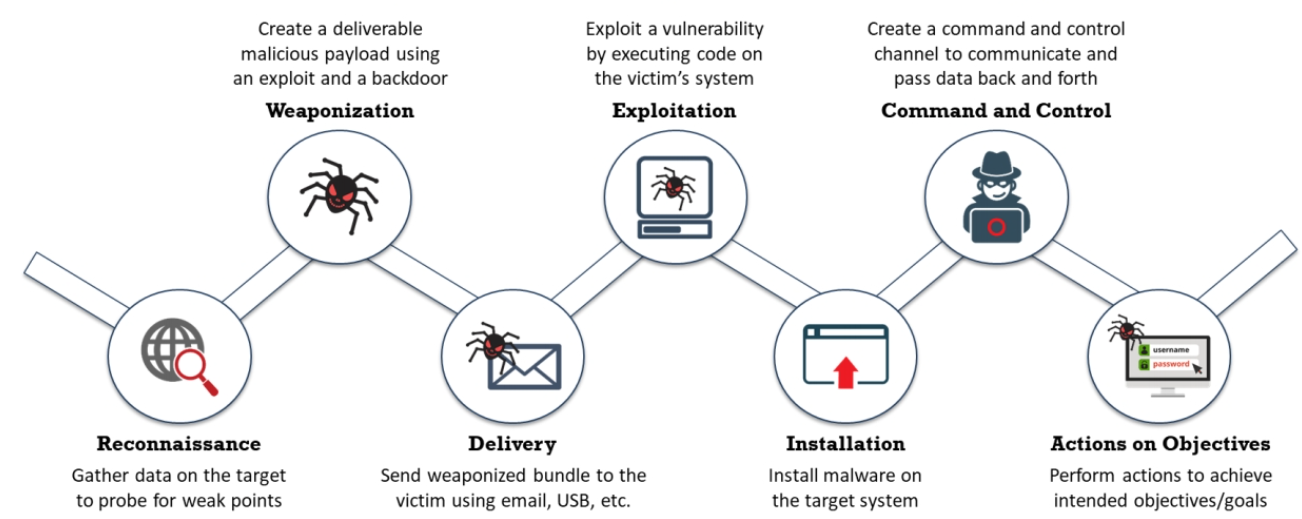 Create a deliverable
malicious payload using
an exploit and a backdoor
Weaponization
Exploit a vulnerability
by executing code on
the victim's system
Exploitation
Create a command and control
channel to communicate and
pass data back and forth
Command and Control
Reconnaissance
Gather data on the target
to probe for weak points
Delivery
Send weaponized bundle to the
victim using email, USB, etc.
Installation
Install malware on
the target system
username
password
Actions on Objectives
Perform actions to achieve
intended objectives/goals